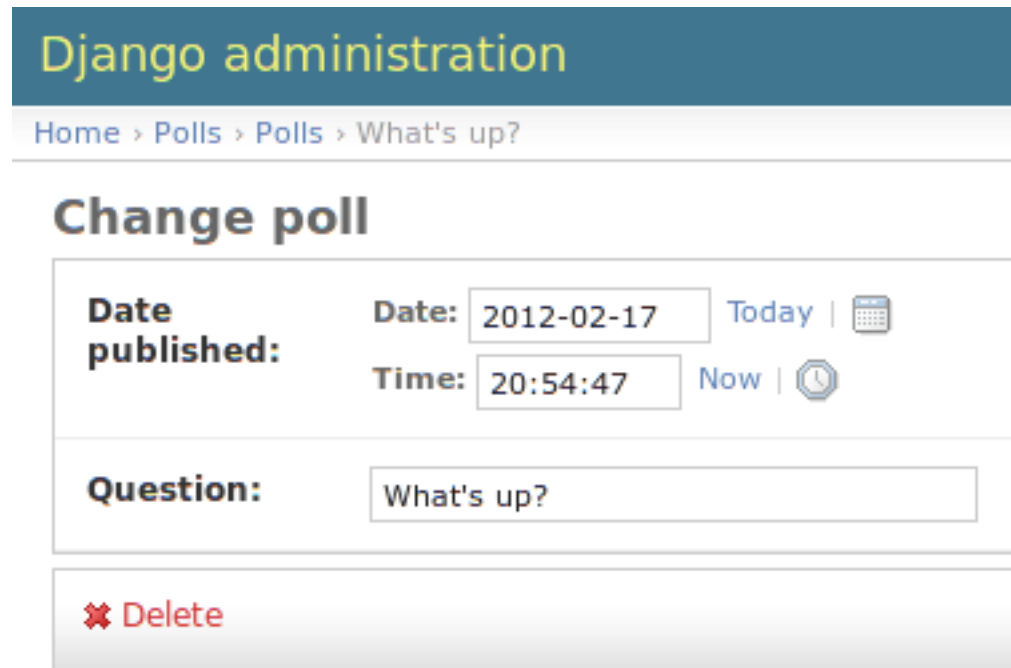 Django administration
Home › Polls › Polls › What's up?
Change poll
Date published:
Date: 2012-02-17 Today |
Time: 20:54:47 Now |
Question: What's up?
Delete